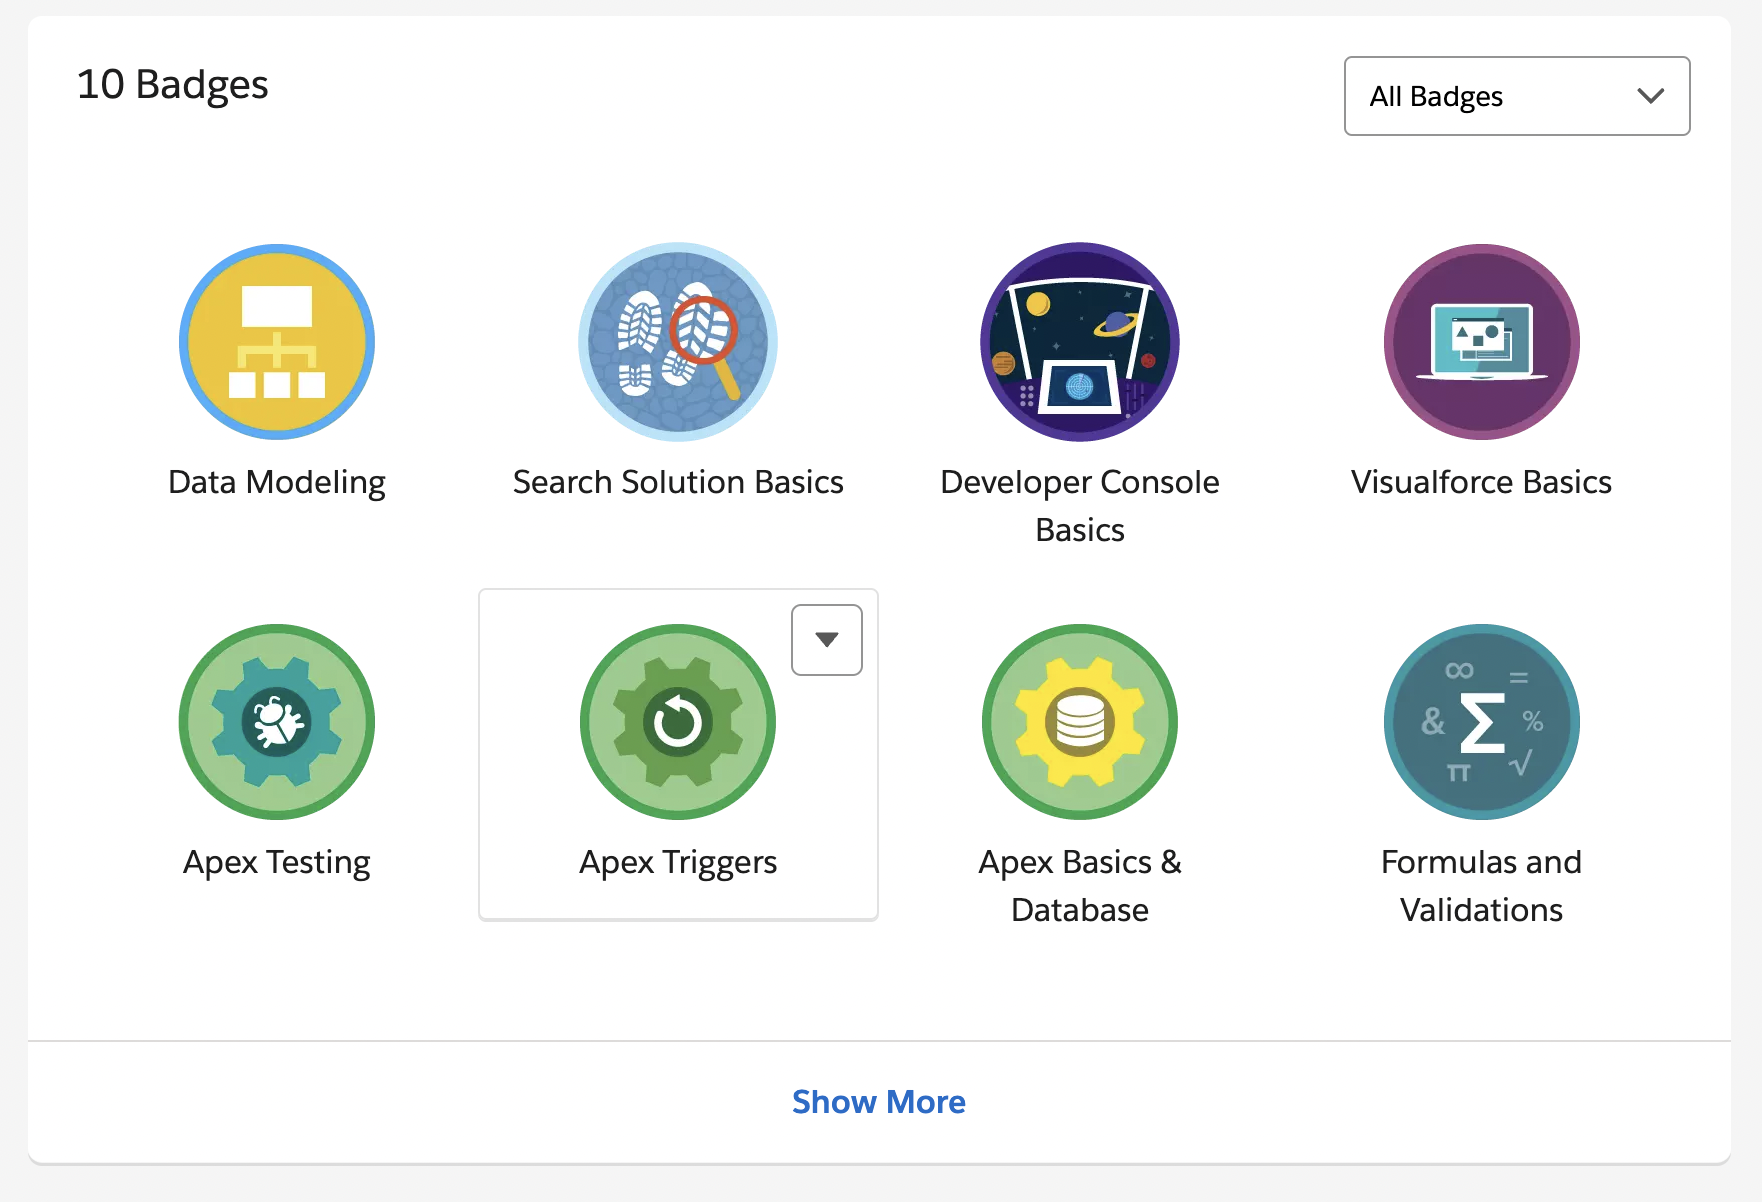 10 Badges
All Badges
Data Modeling
Search Solution Basics
Developer Console
Basics
Visualforce Basics
Apex Testing
Apex Triggers
Apex Basics &
Database
∞ =
& Σ %
π √
Formulas and
Validations
Show More